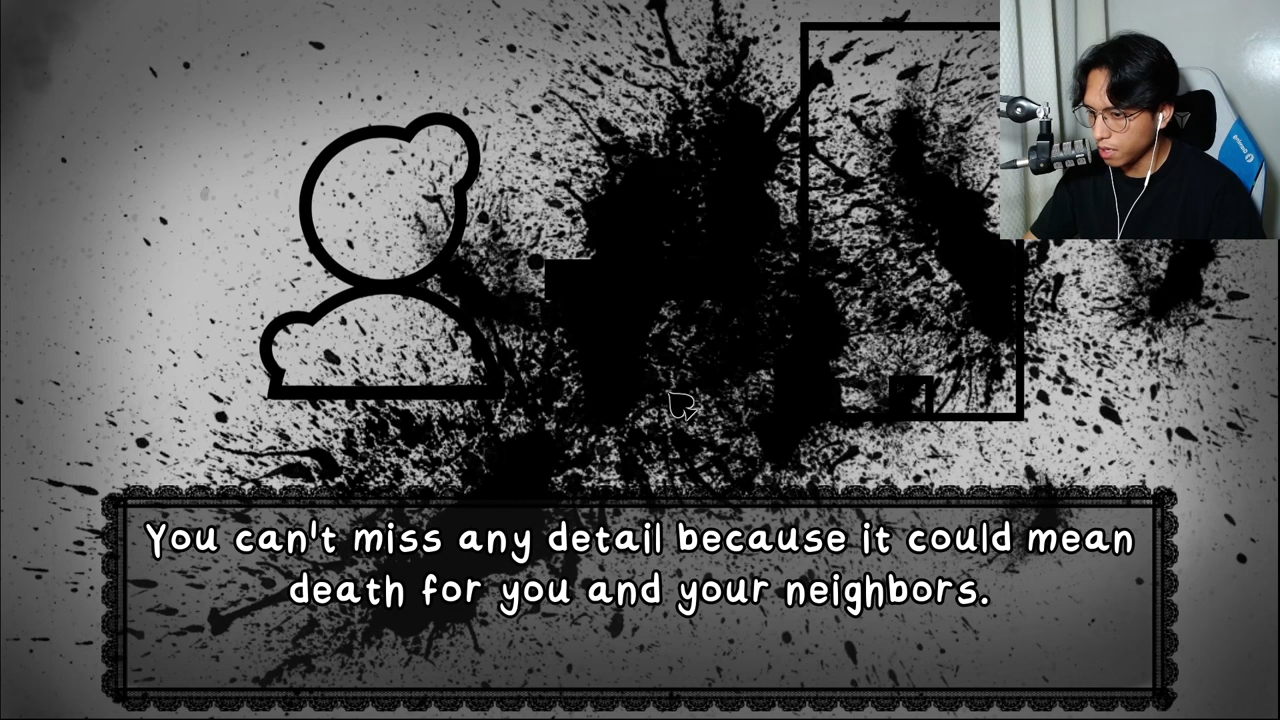 You can't miss any detail because it could mean
death for you and your neighbors.